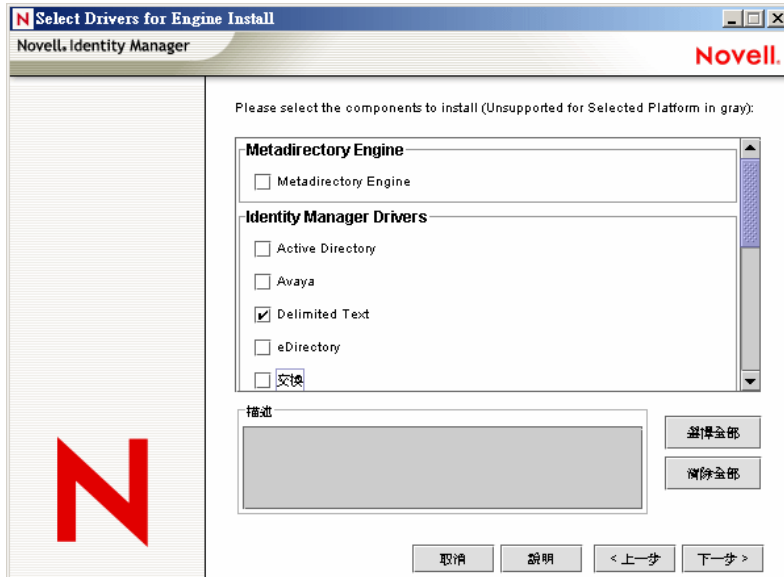 Select Drivers for Engine Install
Novell. Identity Manager
Novell.
Please select the components to install (Unsupported for Selected Platform in gray):
Metadirectory Engine
Metadirectory Engine
Identity Manager Drivers
Active Directory
Avaya
Delimited Text
eDirectory
交換
描述
選擇全部
清除全部
取消
說明
<上一步
下一步 >